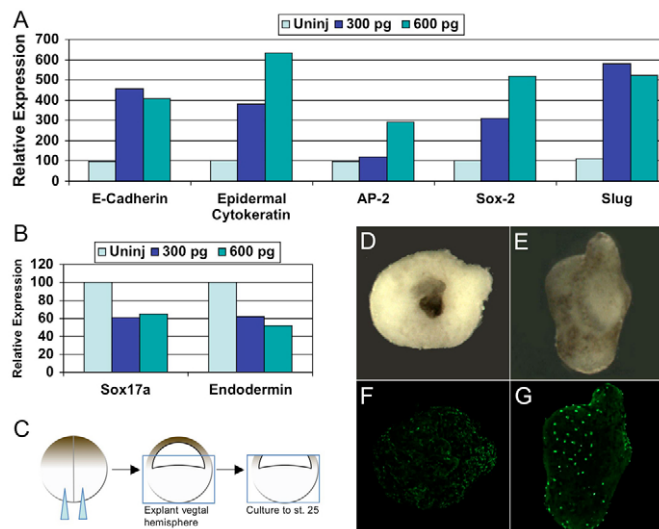 A
Uninj 300 pg 600 pg
Relative Expression
700
600
500
400
300
200
100
0
E-Cadherin Epidermal Cytokeratin AP-2 Sox-2 Slug
B
Uninj 300 pg 600 pg
Relative Expression
120
100
80
60
40
20
0
Sox17a Endodermin
C
Explant vegtal hemisphere
Culture to st. 25
D
E
F
G